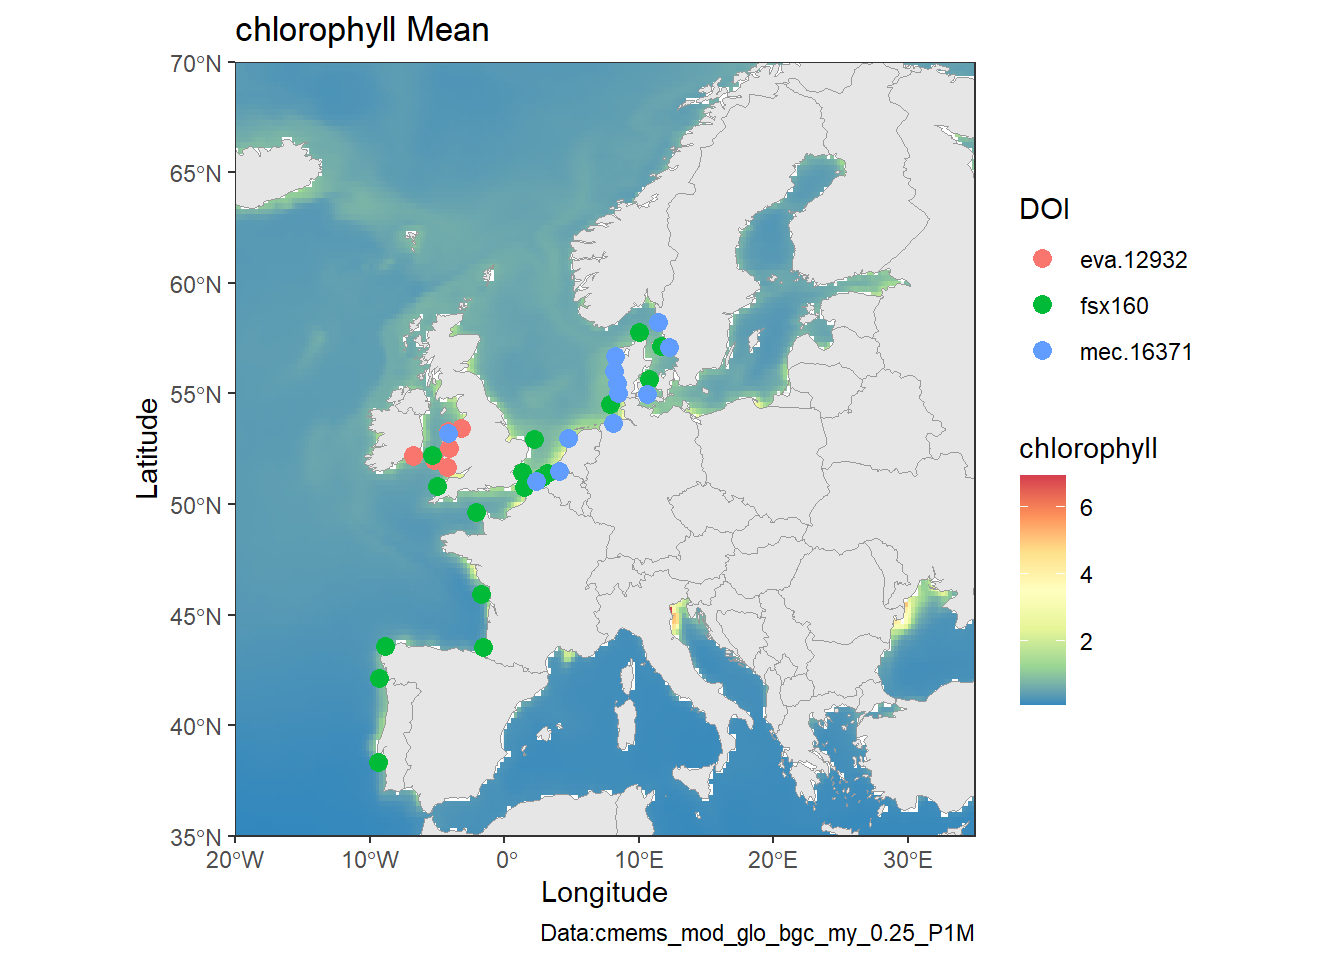 chlorophyll Mean
70°N
65°N
60°N
55°N
50°N
45°N
40°N
35°N
Latitude
20°W
10°W
0°
10°E
20°E
30°E
Longitude
Data:cmems_mod_glo_bgc_my_0.25_P1M
DOI
eva.12932
fsx160
mec.16371
chlorophyll
6
4
2